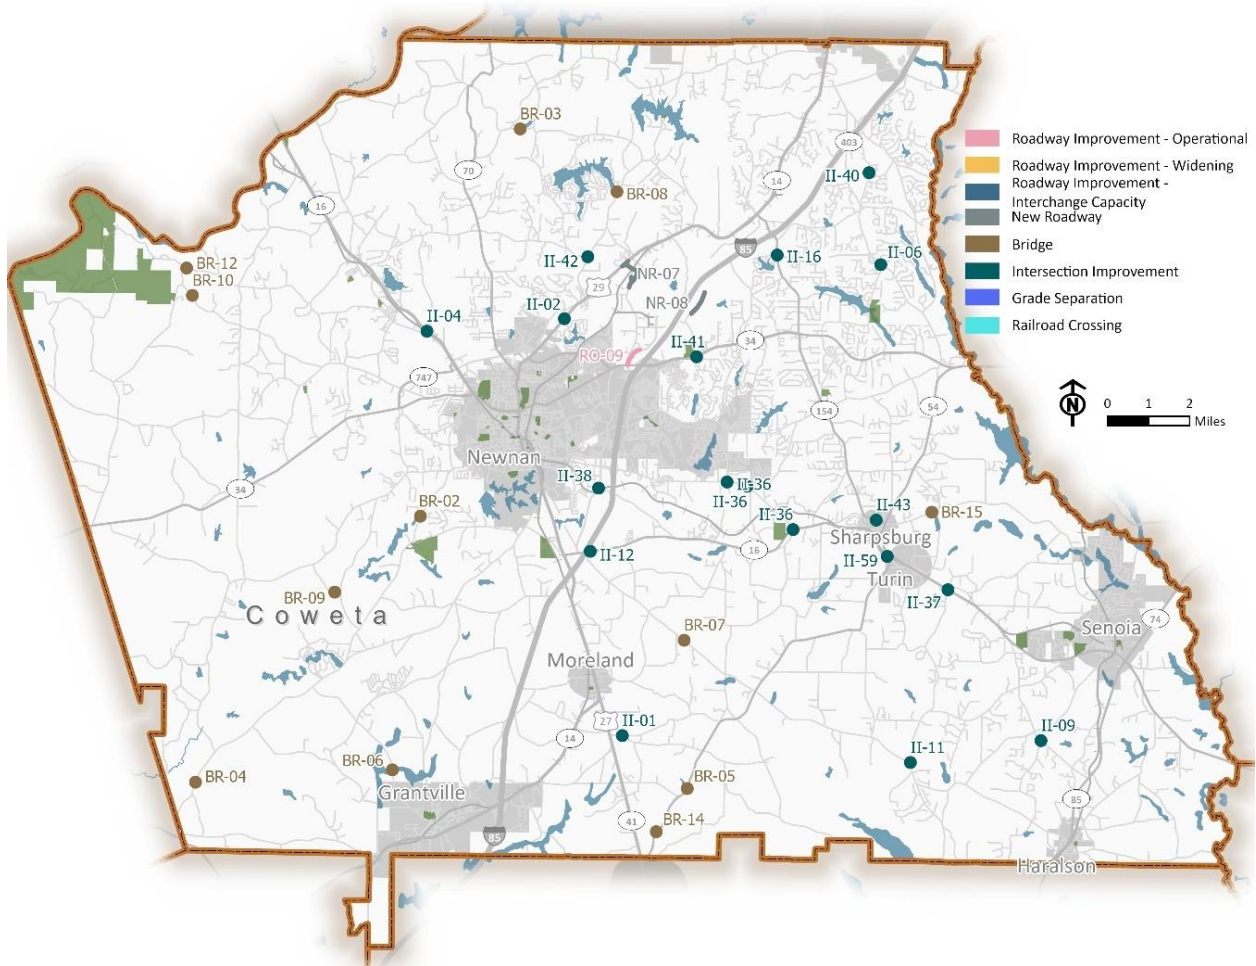 BR-03
403
70
II-40
14
BR-08
16
85
II-16
II-06
II-42
NR-07
BR-12
BR-10
29
NR-08
II-02
II-04
II-41
34
RO-09
747
154
54
Newnan
34
II-38
II-36
II-36
BR-02
II-36
II-43
BR-15
Sharpsburg
16
II-12
II-59
Turin
II-37
BR-09
Coweta
BR-07
74
Senoia
Moreland
27
II-01
14
II-09
II-11
BR-06
BR-04
BR-05
Grantville
85
41
BR-14
85
Haralson
Roadway Improvement - Operational
Roadway Improvement - Widening
Roadway Improvement -
Interchange Capacity
New Roadway
Bridge
Intersection Improvement
Grade Separation
Railroad Crossing
N
0 1 2
Miles